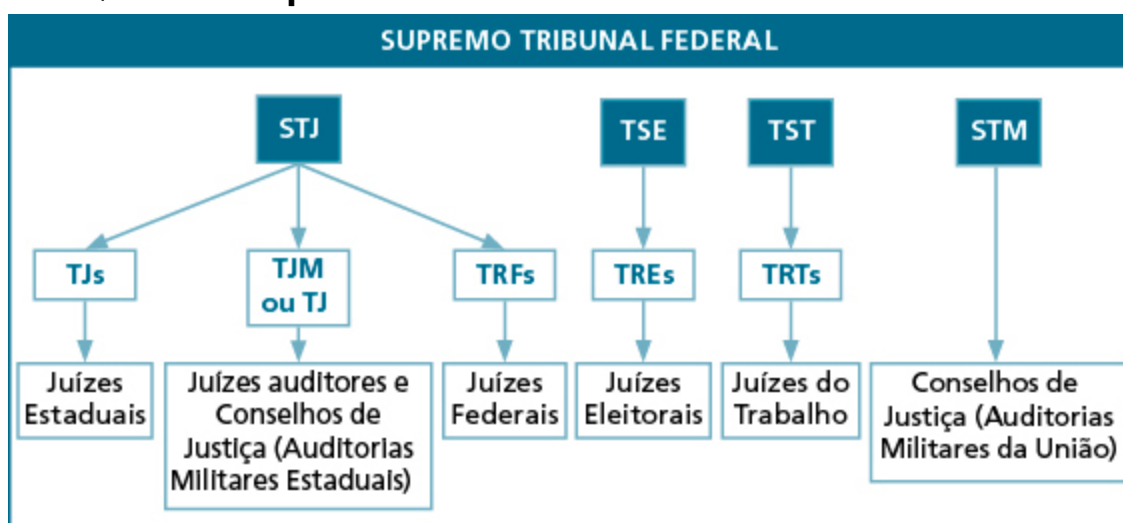 SUPREMO TRIBUNAL FEDERAL
STJ
TSE
TST
STM
TJs
TJM
ou TJ
TRFs
TREs
TRTs
Juízes
Estaduais
Juízes auditores e
Conselhos de
Justiça (Auditorias
Militares Estaduais)
Juízes
Federais
Juízes
Eleitorais
Juízes do
Trabalho
Conselhos de
Justiça (Auditorias
Militares da União)